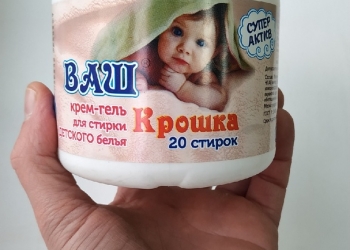 СУПЕР
АКТИВ
ВАШ
крем-гель
для стирки
ДЕТСКОГО белья
Крошка
20 стирок